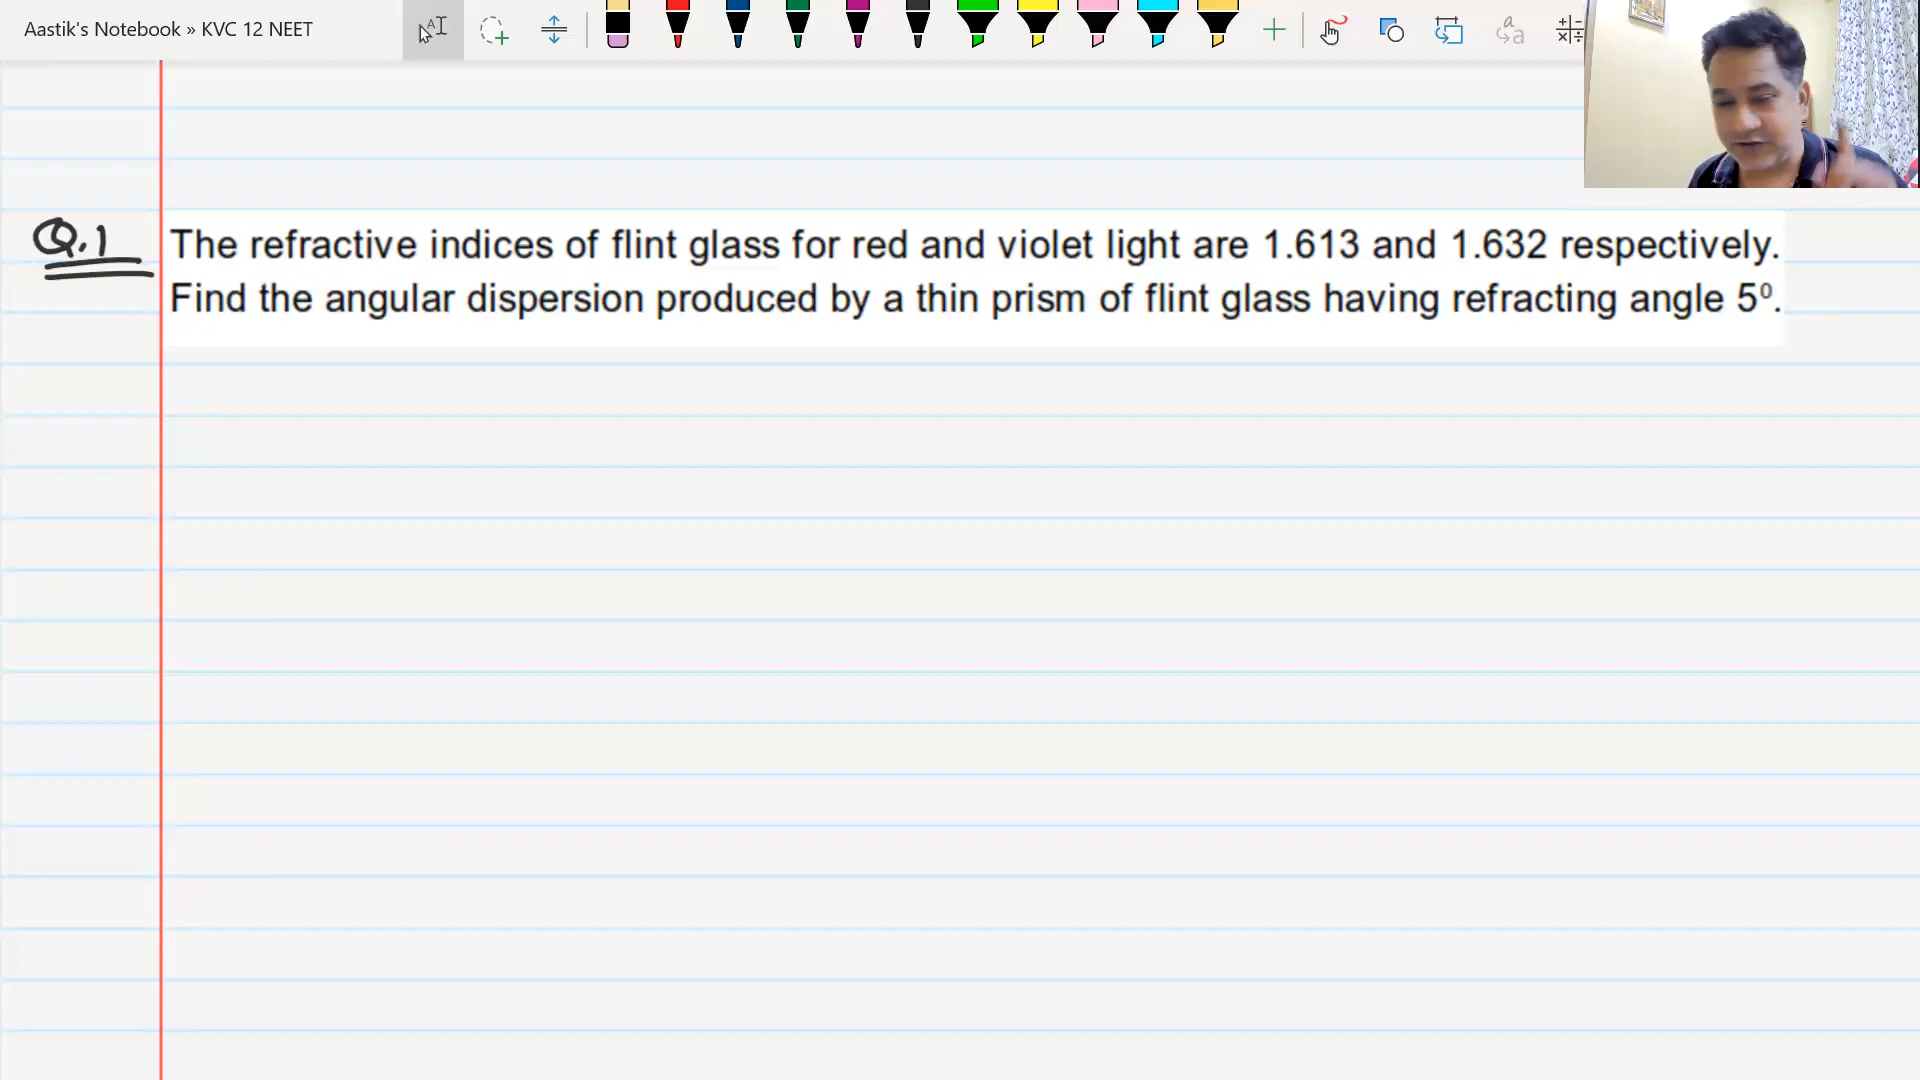 Aastik's Notebook » KVC 12 NEET
Q.1
The refractive indices of flint glass for red and violet light are 1.613 and 1.632 respectively.
Find the angular dispersion produced by a thin prism of flint glass having refracting angle 5⁰.